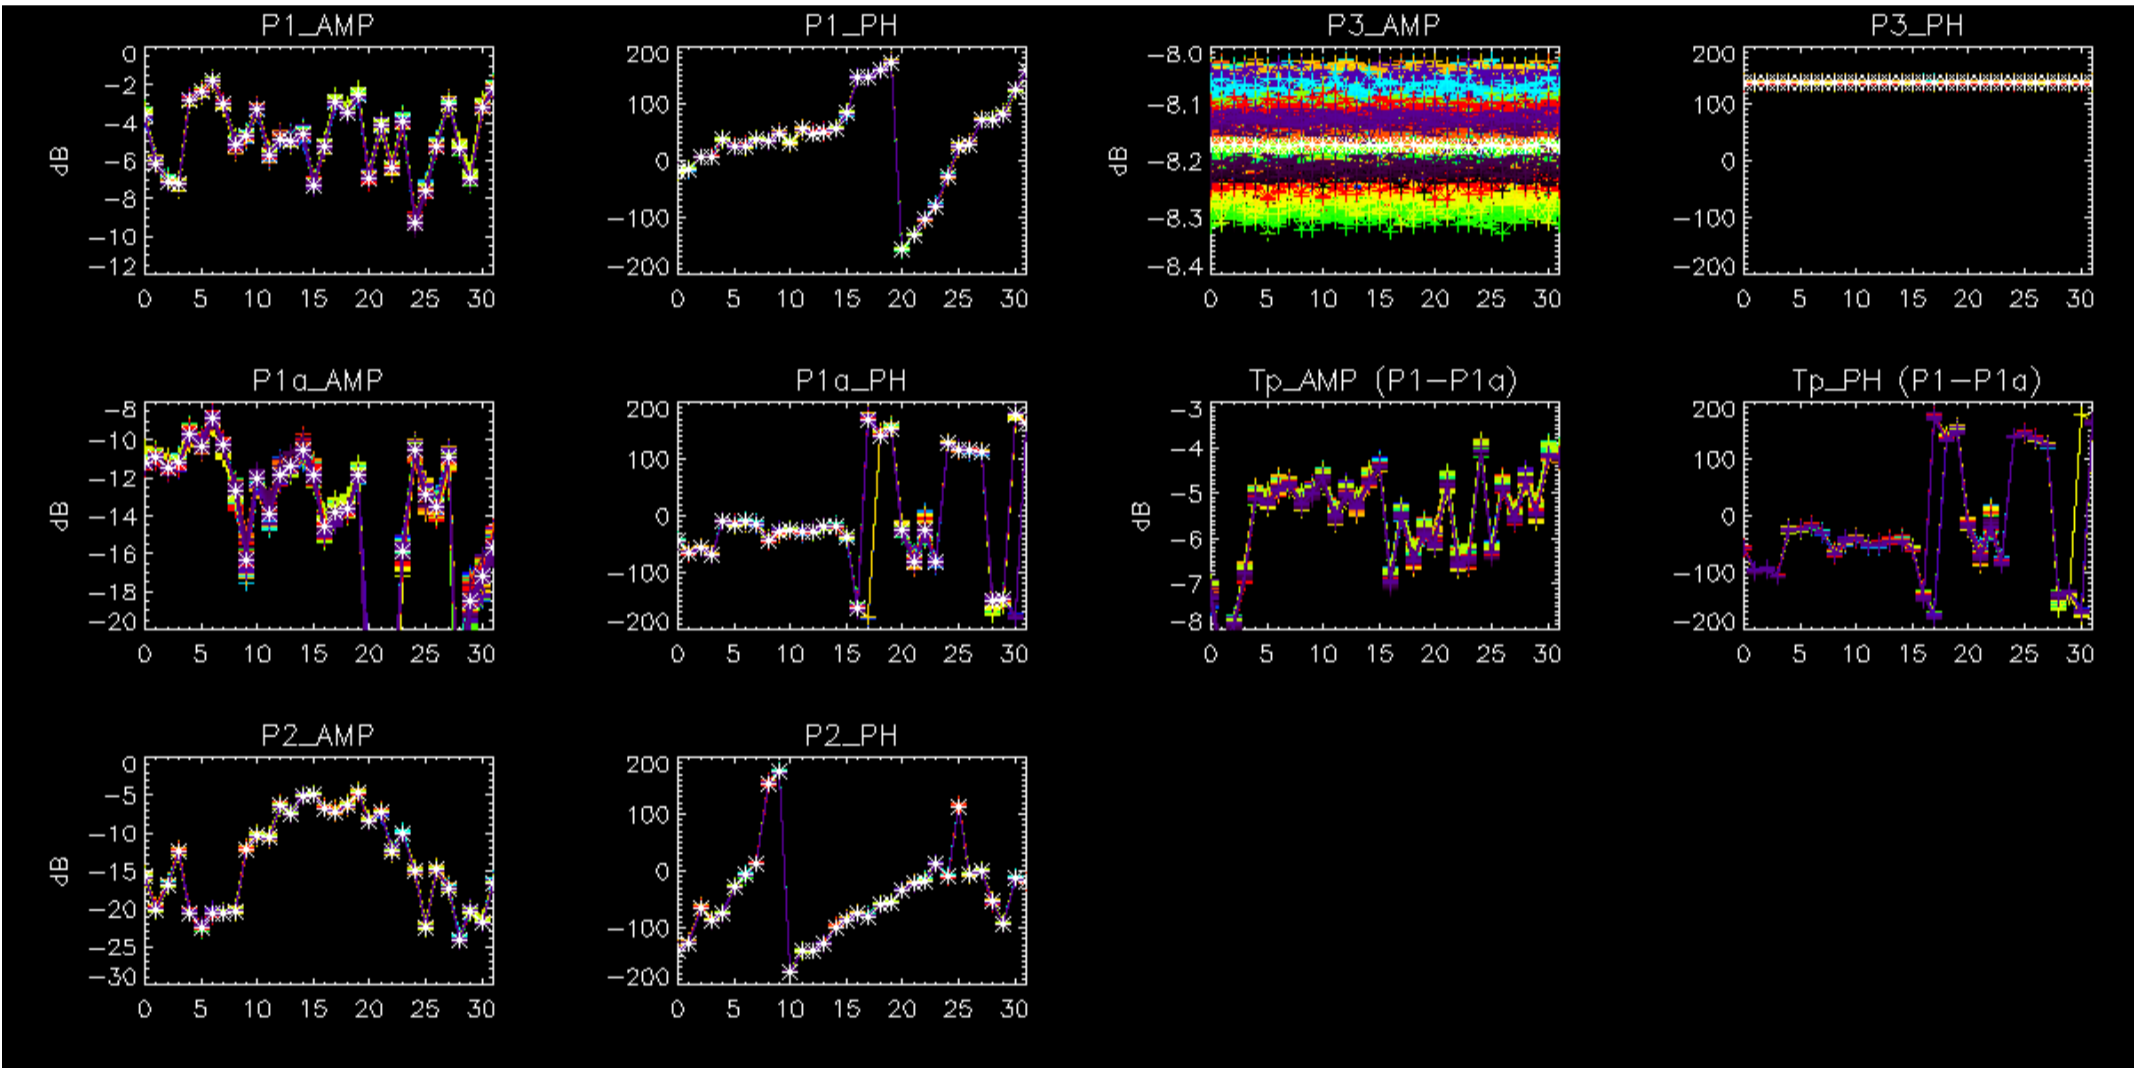 P1_AMP
P1_PH
P3_AMP
P3_PH
0
−2
−4
−6
−8
−10
−12
dB
0 5 10 15 20 25 30
200
100
0
−100
−200
0 5 10 15 20 25 30
−8.0
−8.1
−8.2
−8.3
−8.4
dB
0 5 10 15 20 25 30
200
100
0
−100
−200
0 5 10 15 20 25 30
P1a_AMP
P1a_PH
Tp_AMP (P1−P1a)
Tp_PH (P1−P1a)
−8
−10
−12
−14
−16
−18
−20
dB
0 5 10 15 20 25 30
200
100
0
−100
−200
0 5 10 15 20 25 30
−3
−4
−5
−6
−7
−8
dB
0 5 10 15 20 25 30
200
100
0
−100
−200
0 5 10 15 20 25 30
P2_AMP
P2_PH
0
−5
−10
−15
−20
−25
−30
dB
0 5 10 15 20 25 30
200
100
0
−100
−200
0 5 10 15 20 25 30